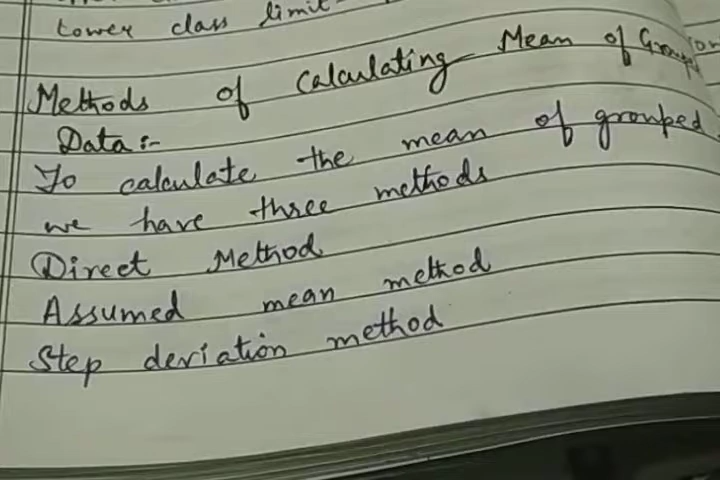 Lower class limit
Methods of Calculating Mean of Grouped
Data :-
To calculate the mean of grouped
we have three methods
Direct Method
Assumed mean method
Step deviation method